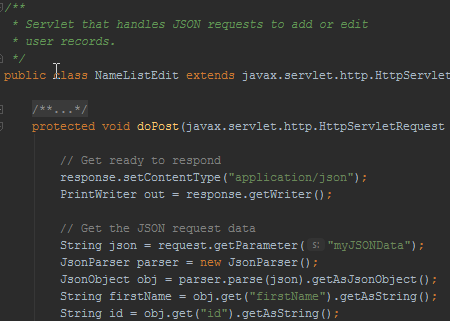 /**
 * Servlet that handles JSON requests to add or edit
 * user records.
 */
public class NameListEdit extends javax.servlet.http.HttpServlet
/**...*/
protected void doPost(javax.servlet.http.HttpServletRequest
// Get ready to respond
response.setContentType("application/json");
PrintWriter out = response.getWriter();
// Get the JSON request data
String json = request.getParameter( s: "myJSONData");
JsonParser parser = new JsonParser();
JsonObject obj = parser.parse(json).getAsJsonObject();
String firstName = obj.get("firstName").getAsString();
String id = obj.get("id").getAsString();